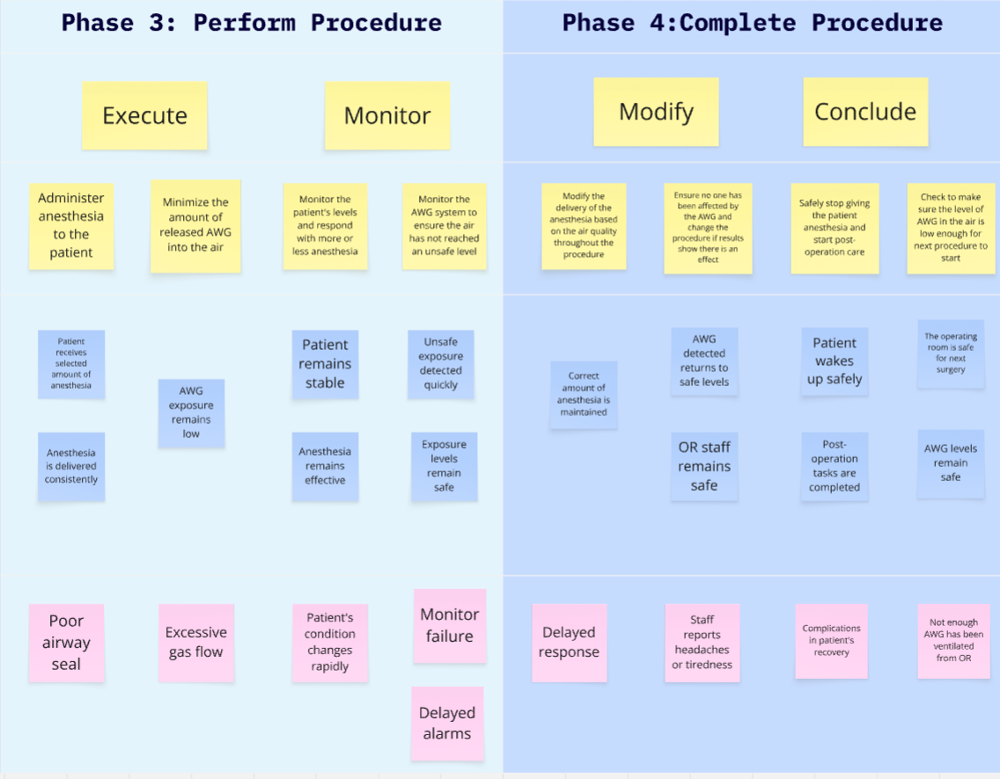 Phase 3: Perform Procedure
Phase 4:Complete Procedure
Execute
Monitor
Modify
Conclude
Administer
anesthesia
to the
patient
Minimize the
amount of
released AWG
into the air
Monitor the
patient's levels
and respond
with more or
less anesthesia
Monitor the
AWG system to
ensure the air
has not reached
an unsafe level
Modify the
delivery of the
anesthesia based
on the air quality
throughout the
procedure
Ensure no one has
been affected by
the AWG and
change the
procedure if results
show there is an
effect
Safely stop giving
the patient
anesthesia and
start post-
operation care
Check to make
sure the level of
AWG in the air is
low enough for
next procedure to
start
Patient
receives
selected
amount of
anesthesia
Anesthesia
is delivered
consistently
AWG
exposure
remains
low
Patient
remains
stable
Anesthesia
remains
effective
Unsafe
exposure
detected
quickly
Exposure
levels
remain
safe
Correct
amount of
anesthesia is
maintained
AWG
detected
returns to
safe levels
OR staff
remains
safe
Patient
wakes
up safely
Post-
operation
tasks are
completed
The operating
room is safe
for next
surgery
AWG levels
remain
safe
Poor
airway
seal
Excessive
gas flow
Patient's
condition
changes
rapidly
Monitor
failure
Delayed
alarms
Delayed
response
Staff
reports
headaches
or tiredness
Complications
in patient's
recovery
Not enough
AWG has been
ventilated
from OR